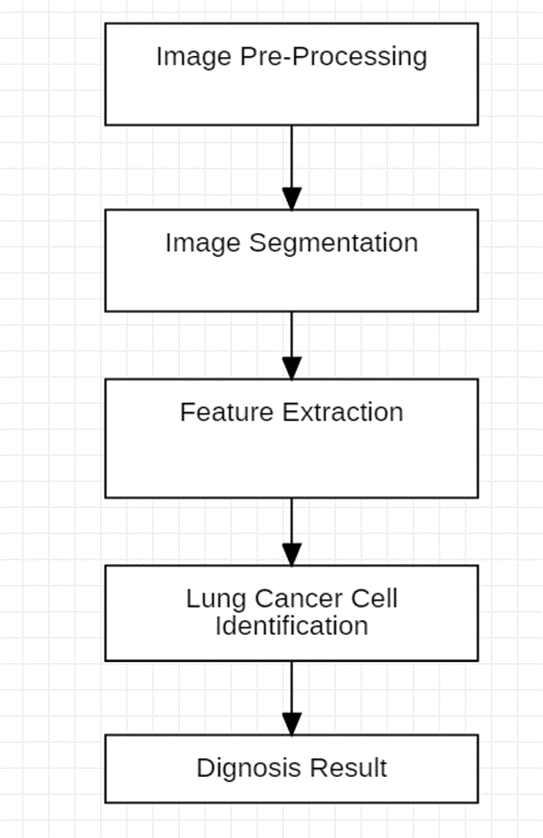 Image Pre-Processing
Image Segmentation
Feature Extraction
Lung Cancer Cell
Identification
Dignosis Result